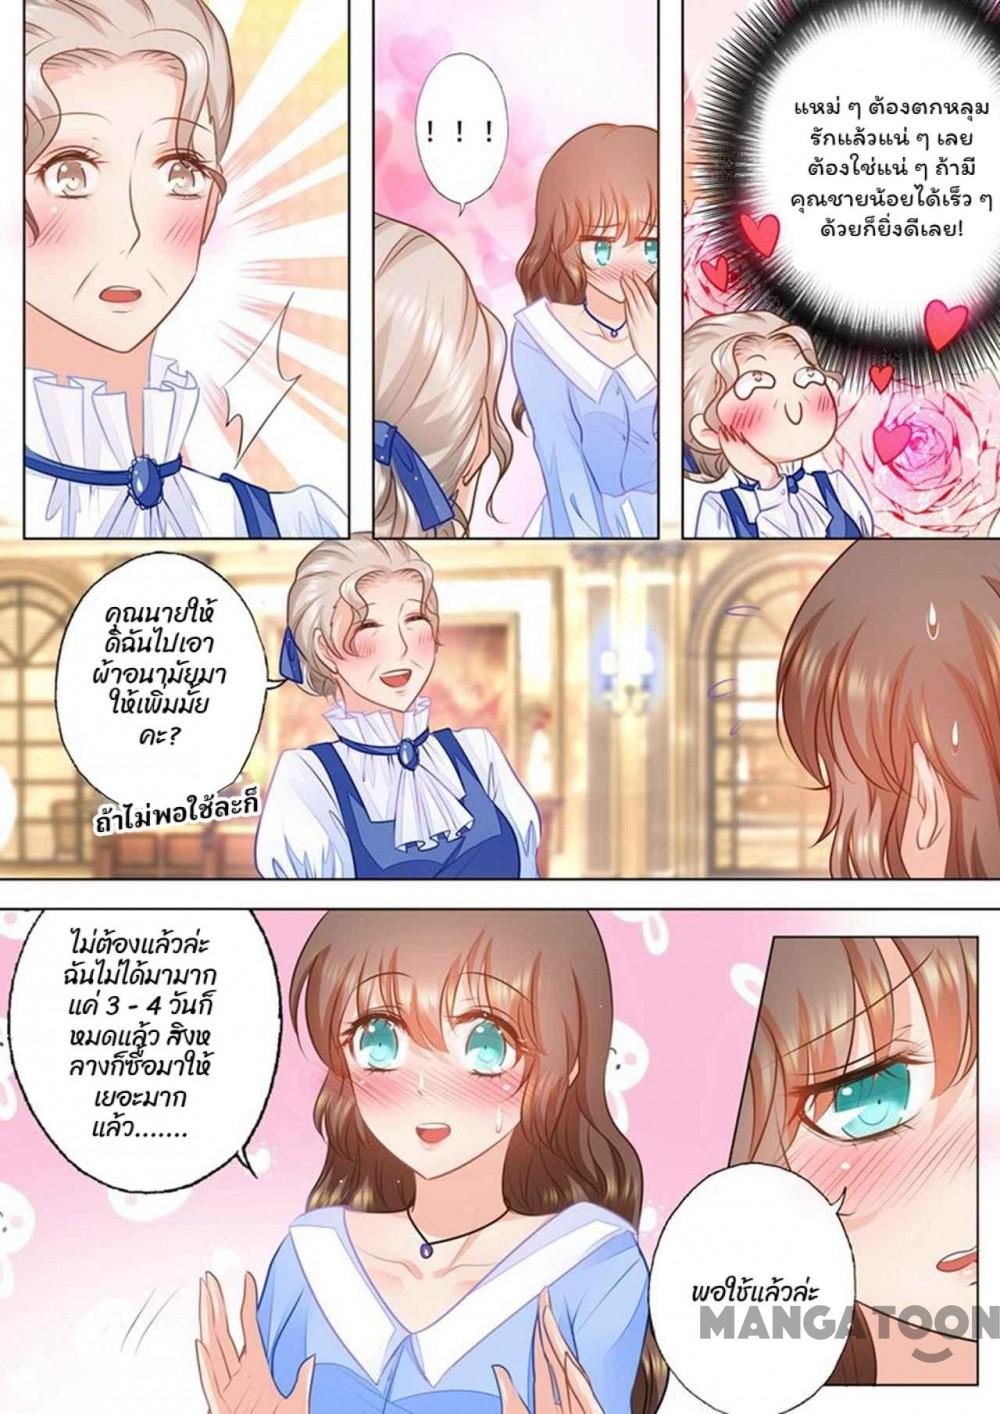 ! ! !
แหม่ ๆ ต้องตกหลุม
รักแล้วแน่ ๆ เลย
ต้องใช่แน่ ๆ ถ้ามี
คุณชายน้อยได้เร็ว ๆ
ด้วยก็ยิ่งดีเลย!
คุณนายให้
ดิฉันไปเอา
ผ้าอนามัยมา
ให้เพิ่มมั้ย
คะ?
ถ้าไม่พอใช้ละก็
ไม่ต้องแล้วล่ะ
ฉันไม่ได้มามาก
แค่ 3 - 4 วันก็
หมดแล้ว สิงห
ลางก็ซื้อมาให้
เยอะมาก
แล้ว.......
พอใช้แล้วล่ะ
MANGATOON